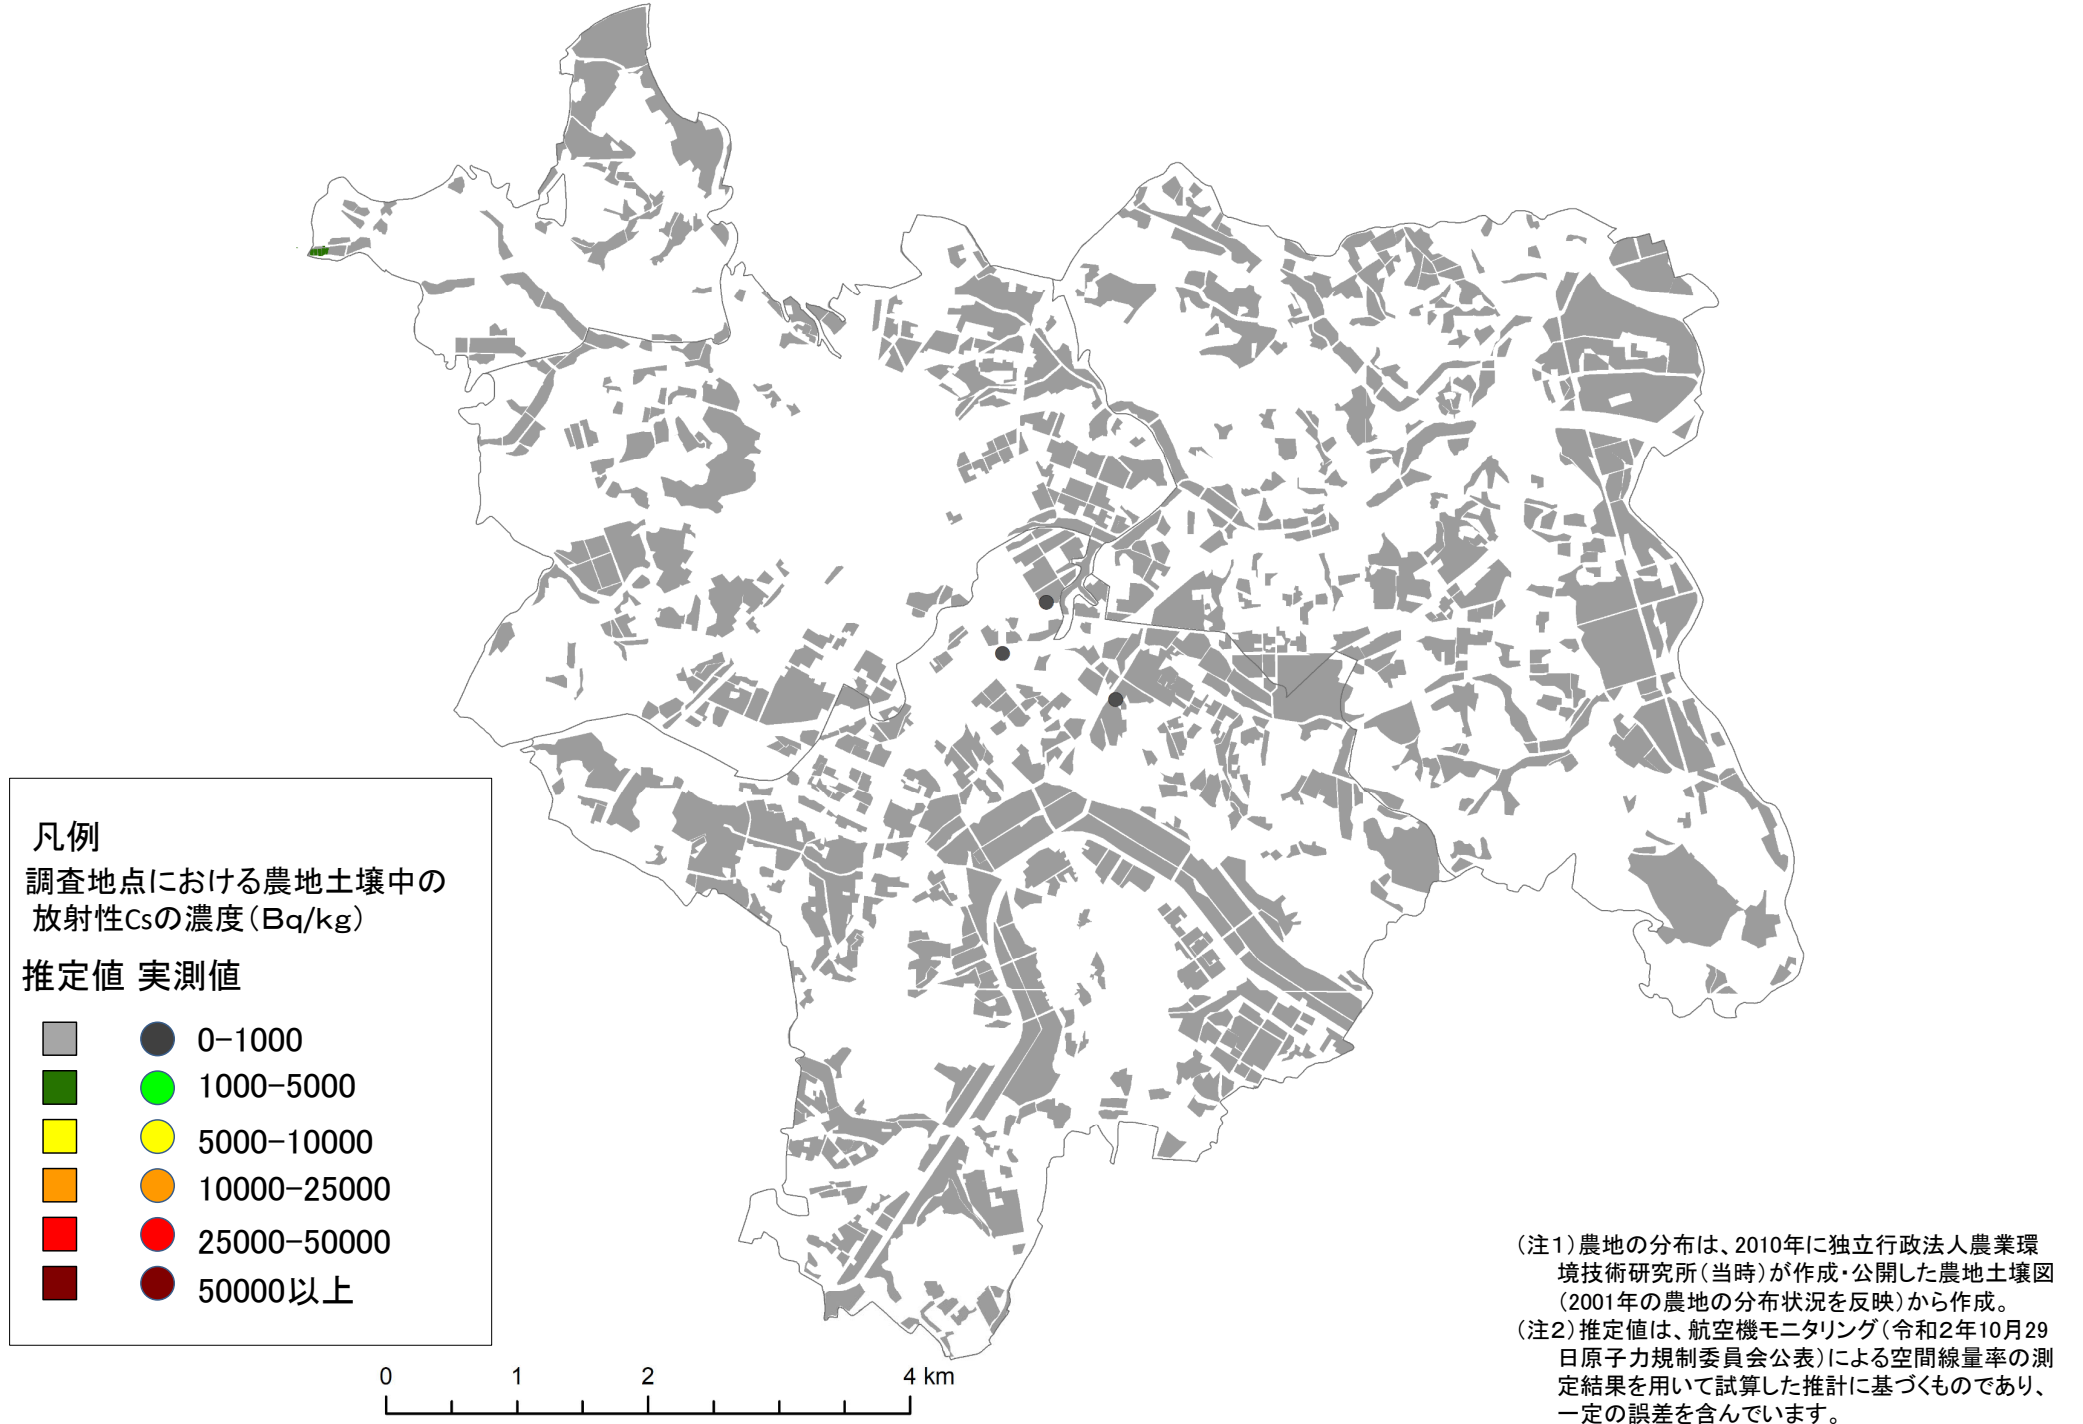 凡例
調査地点における農地土壌中の
放射性Csの濃度(Bq/kg)
推定値 実測値
0-1000
1000-5000
5000-10000
10000-25000
25000-50000
50000以上
0 1 2 4 km
(注1)農地の分布は、2010年に独立行政法人農業環
境技術研究所(当時)が作成・公開した農地土壌図
(2001年の農地の分布状況を反映)から作成。
(注2)推定値は、航空機モニタリング(令和2年10月29
日原子力規制委員会公表)による空間線量率の測
定結果を用いて試算した推計に基づくものであり、
一定の誤差を含んでいます。